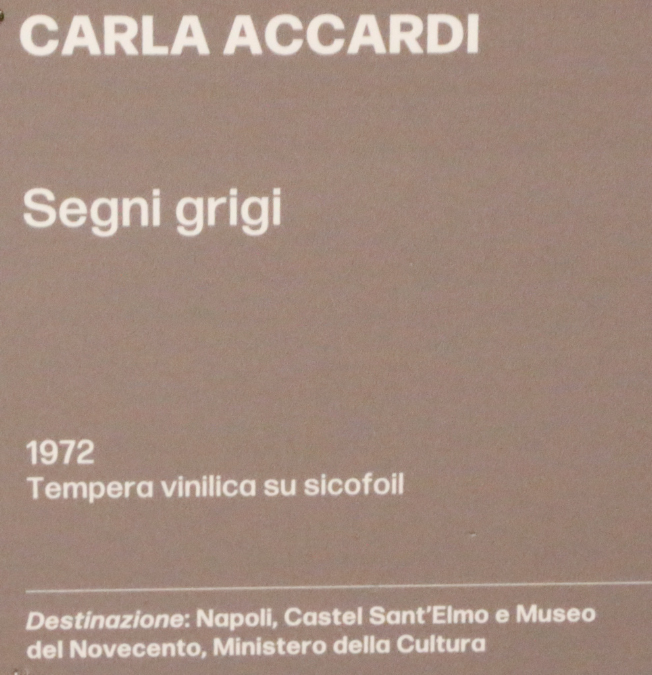 CARLA ACCARDI
Segni grigi
1972
Tempera vinilica su sicofoil
Destinazione: Napoli, Castel Sant'Elmo e Museo
del Novecento, Ministero della Cultura